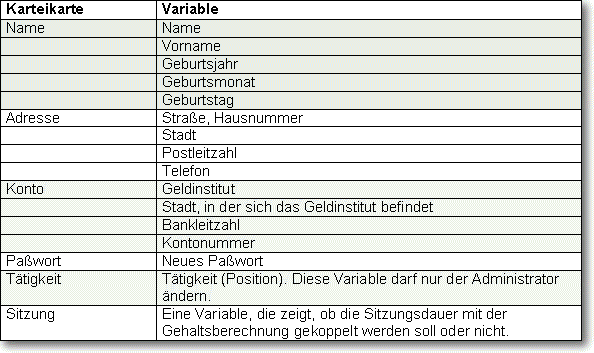 Karteikarte Variable
Name Name
Vorname
Geburtsjahr
Geburtsmonat
Geburtstag
Adresse Straße, Hausnummer
Stadt
Postleitzahl
Telefon
Konto Geldinstitut
Stadt, in der sich das Geldinstitut befindet
Bankleitzahl
Kontonummer
Paßwort Neues Paßwort
Tätigkeit Tätigkeit (Position). Diese Variable darf nur der Administrator
ändern.
Sitzung Eine Variable, die zeigt, ob die Sitzungsdauer mit der
Gehaltsberechnung gekoppelt werden soll oder nicht.